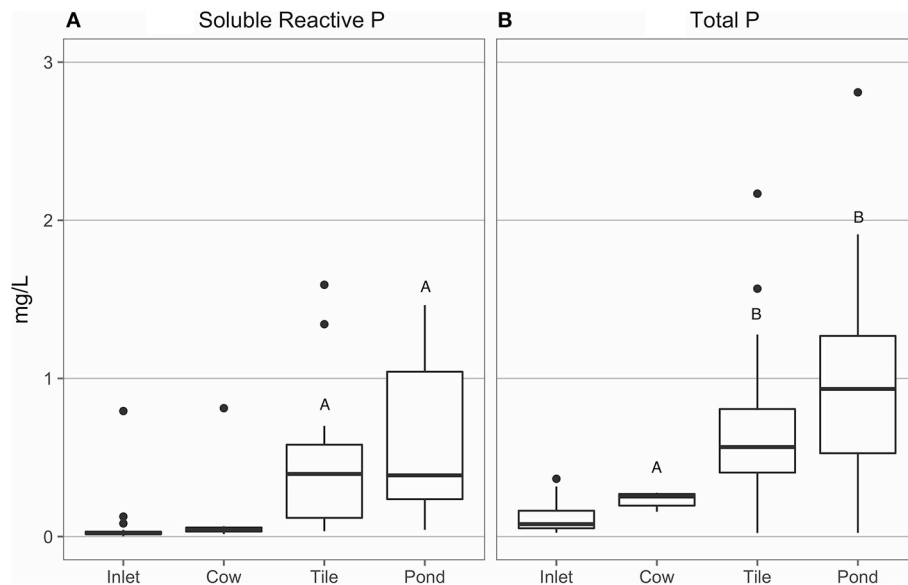 A Soluble Reactive P
B Total P
mg/L
3
2
1
0
A
A
A
B
B
Inlet Cow Tile Pond
Inlet Cow Tile Pond